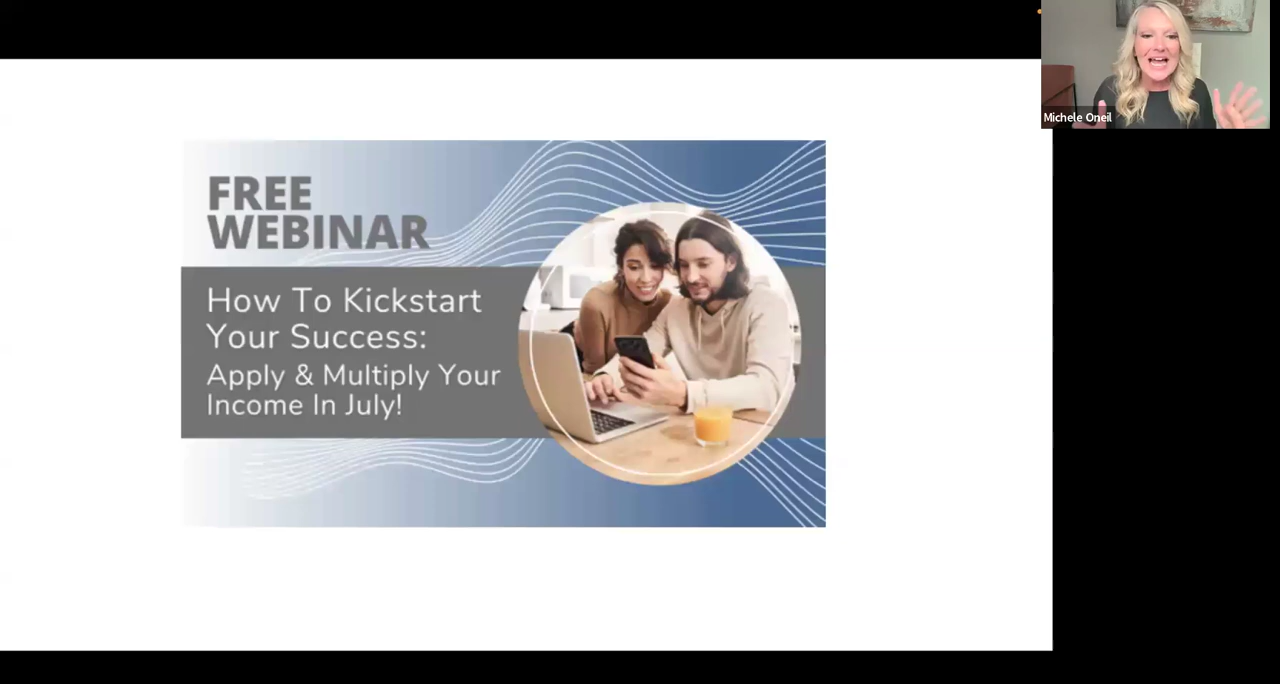 Michele Oneil
FREE
WEBINAR
How To Kickstart
Your Success:
Apply & Multiply Your
Income In July!